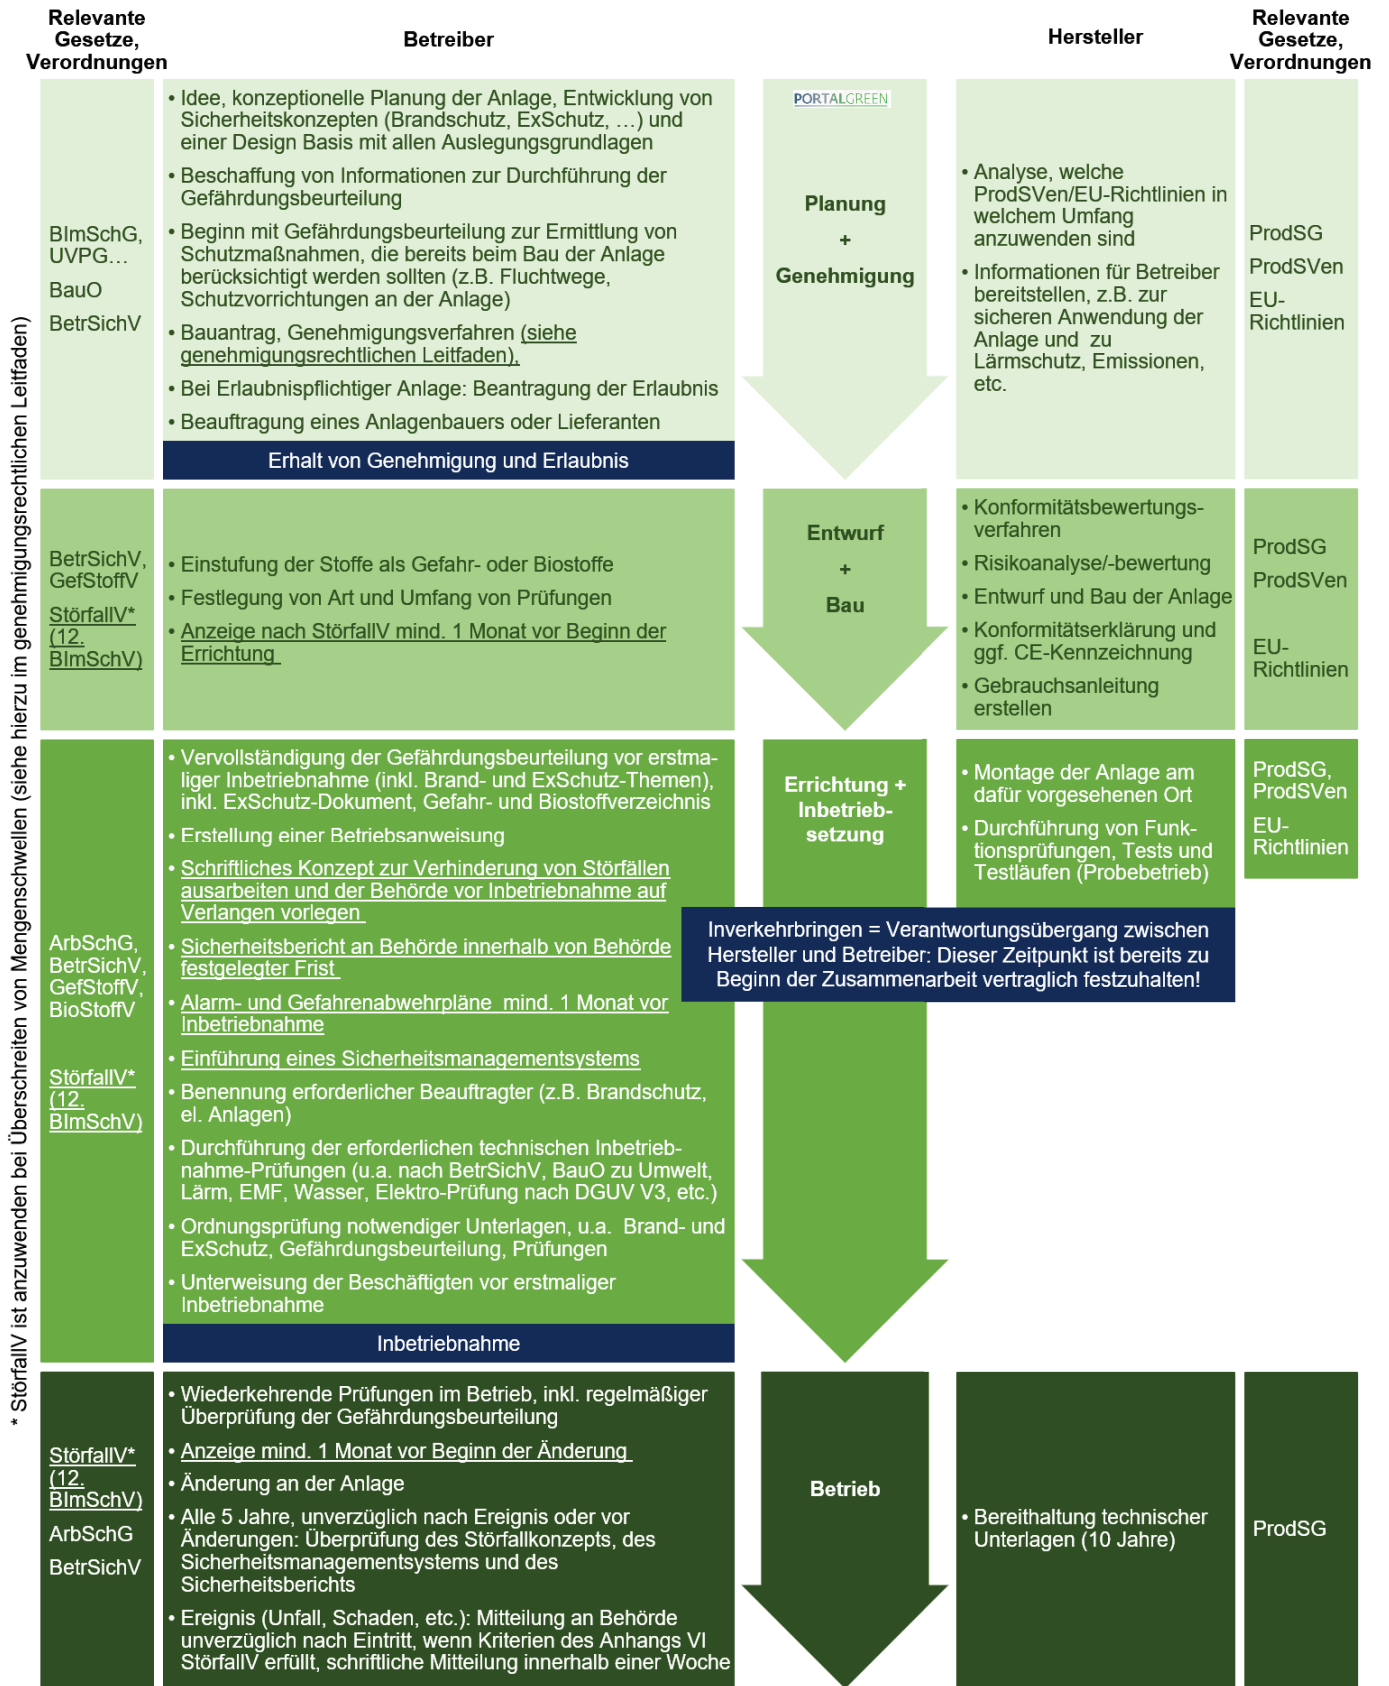 Relevante
Gesetze,
Verordnungen
Betreiber
Hersteller
Relevante
Gesetze,
Verordnungen
* StörfallV ist anzuwenden bei Überschreiten von Mengenschwellen (siehe hierzu im genehmigungsrechtlichen Leitfaden)
BImSchG,
UVPG…
BauO
BetrSichV
• Idee, konzeptionelle Planung der Anlage, Entwicklung von
Sicherheitskonzepten (Brandschutz, ExSchutz, …) und
einer Design Basis mit allen Auslegungsgrundlagen
• Beschaffung von Informationen zur Durchführung der
Gefährdungsbeurteilung
• Beginn mit Gefährdungsbeurteilung zur Ermittlung von
Schutzmaßnahmen, die bereits beim Bau der Anlage
berücksichtigt werden sollten (z.B. Fluchtwege,
Schutzvorrichtungen an der Anlage)
• Bauantrag, Genehmigungsverfahren (siehe
genehmigungsrechtlichen Leitfaden),
• Bei Erlaubnispflichtiger Anlage: Beantragung der Erlaubnis
• Beauftragung eines Anlagenbauers oder Lieferanten
Erhalt von Genehmigung und Erlaubnis
PORTALGREEN
Planung
+
Genehmigung
• Analyse, welche
ProdSVen/EU-Richtlinien in
welchem Umfang
anzuwenden sind
• Informationen für Betreiber
bereitstellen, z.B. zur
sicheren Anwendung der
Anlage und zu
Lärmschutz, Emissionen,
etc.
ProdSG
ProdSVen
EU-
Richtlinien
BetrSichV,
GefStoffV
StörfallV*
(12.
BImSchV)
• Einstufung der Stoffe als Gefahr- oder Biostoffe
• Festlegung von Art und Umfang von Prüfungen
• Anzeige nach StörfallV mind. 1 Monat vor Beginn der
Errichtung
Entwurf
+
Bau
• Konformitätsbewertungs-
verfahren
• Risikoanalyse/-bewertung
• Entwurf und Bau der Anlage
• Konformitätserklärung und
ggf. CE-Kennzeichnung
• Gebrauchsanleitung
erstellen
ProdSG
ProdSVen
EU-
Richtlinien
ArbSchG,
BetrSichV,
GefStoffV,
BioStoffV
StörfallV*
(12.
BImSchV)
• Vervollständigung der Gefährdungsbeurteilung vor erstma-
liger Inbetriebnahme (inkl. Brand- und ExSchutz-Themen),
inkl. ExSchutz-Dokument, Gefahr- und Biostoffverzeichnis
• Erstellung einer Betriebsanweisung
• Schriftliches Konzept zur Verhinderung von Störfällen
ausarbeiten und der Behörde vor Inbetriebnahme auf
Verlangen vorlegen
• Sicherheitsbericht an Behörde innerhalb von Behörde
festgelegter Frist
• Alarm- und Gefahrenabwehrpläne mind. 1 Monat vor
Inbetriebnahme
• Einführung eines Sicherheitsmanagementsystems
• Benennung erforderlicher Beauftragter (z.B. Brandschutz,
el. Anlagen)
• Durchführung der erforderlichen technischen Inbetrieb-
nahme-Prüfungen (u.a. nach BetrSichV, BauO zu Umwelt,
Lärm, EMF, Wasser, Elektro-Prüfung nach DGUV V3, etc.)
• Ordnungsprüfung notwendiger Unterlagen, u.a. Brand- und
ExSchutz, Gefährdungsbeurteilung, Prüfungen
• Unterweisung der Beschäftigten vor erstmaliger
Inbetriebnahme
Inbetriebnahme
Errichtung +
Inbetrieb-
setzung
• Montage der Anlage am
dafür vorgesehenen Ort
• Durchführung von Funk-
tionsprüfungen, Tests und
Testläufen (Probebetrieb)
ProdSG,
ProdSVen
EU-
Richtlinien
Inverkehrbringen = Verantwortungsübergang zwischen
Hersteller und Betreiber: Dieser Zeitpunkt ist bereits zu
Beginn der Zusammenarbeit vertraglich festzuhalten!
StörfallV*
(12.
BImSchV)
ArbSchG
BetrSichV
• Wiederkehrende Prüfungen im Betrieb, inkl. regelmäßiger
Überprüfung der Gefährdungsbeurteilung
• Anzeige mind. 1 Monat vor Beginn der Änderung
• Änderung an der Anlage
• Alle 5 Jahre, unverzüglich nach Ereignis oder vor
Änderungen: Überprüfung des Störfallkonzepts, des
Sicherheitsmanagementsystems und des
Sicherheitsberichts
• Ereignis (Unfall, Schaden, etc.): Mitteilung an Behörde
unverzüglich nach Eintritt, wenn Kriterien des Anhangs VI
StörfallV erfüllt, schriftliche Mitteilung innerhalb einer Woche
Betrieb
• Bereithaltung technischer
Unterlagen (10 Jahre)
ProdSG